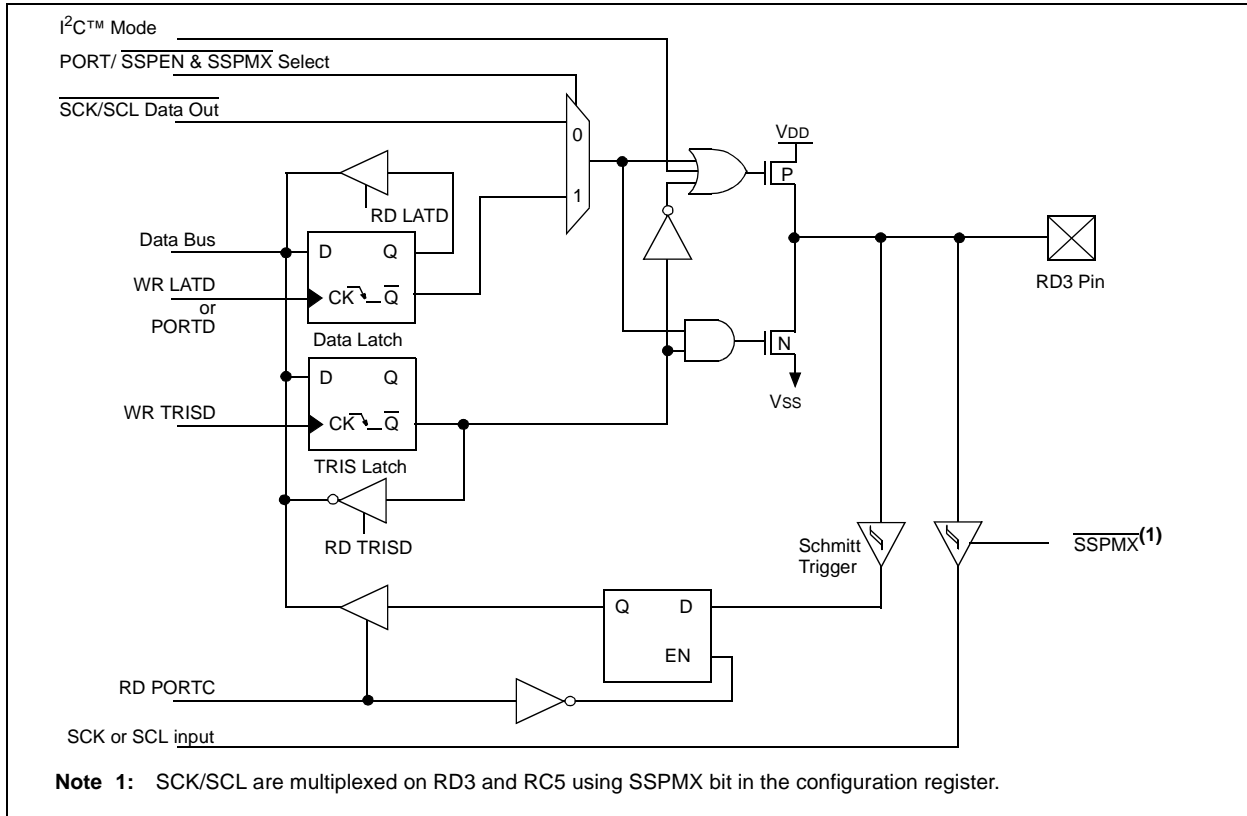 I²C™ Mode
PORT/ SSPEN & SSPMX Select
SCK/SCL Data Out
0
1
VDD
P
RD LATD
Data Bus
D Q
RD3 Pin
WR LATD
or
PORTD
CK Q
Data Latch
N
D Q
VSS
WR TRISD
CK Q
TRIS Latch
RD TRISD
Schmitt
Trigger
SSPMX(1)
Q D
EN
RD PORTC
SCK or SCL input
Note 1: SCK/SCL are multiplexed on RD3 and RC5 using SSPMX bit in the configuration register.